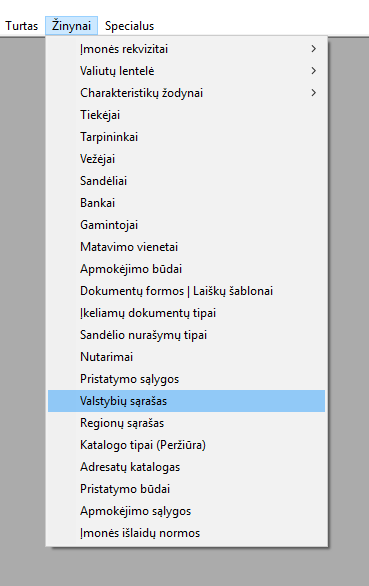 Turtas Žinynai Specialus
Įmonės rekvizitai
Valiutų lentelė
Charakteristikų žodynai
Tiekėjai
Tarpininkai
Vežėjai
Sandėliai
Bankai
Gamintojai
Matavimo vienetai
Apmokėjimo būdai
Dokumentų formos | Laiškų šablonai
Įkeliamų dokumentų tipai
Sandėlio nurašymų tipai
Nutarimai
Pristatymo sąlygos
Valstybių sąrašas
Regionų sąrašas
Katalogo tipai (Peržiūra)
Adresatų katalogas
Pristatymo būdai
Apmokėjimo sąlygos
Įmonės išlaidų normos